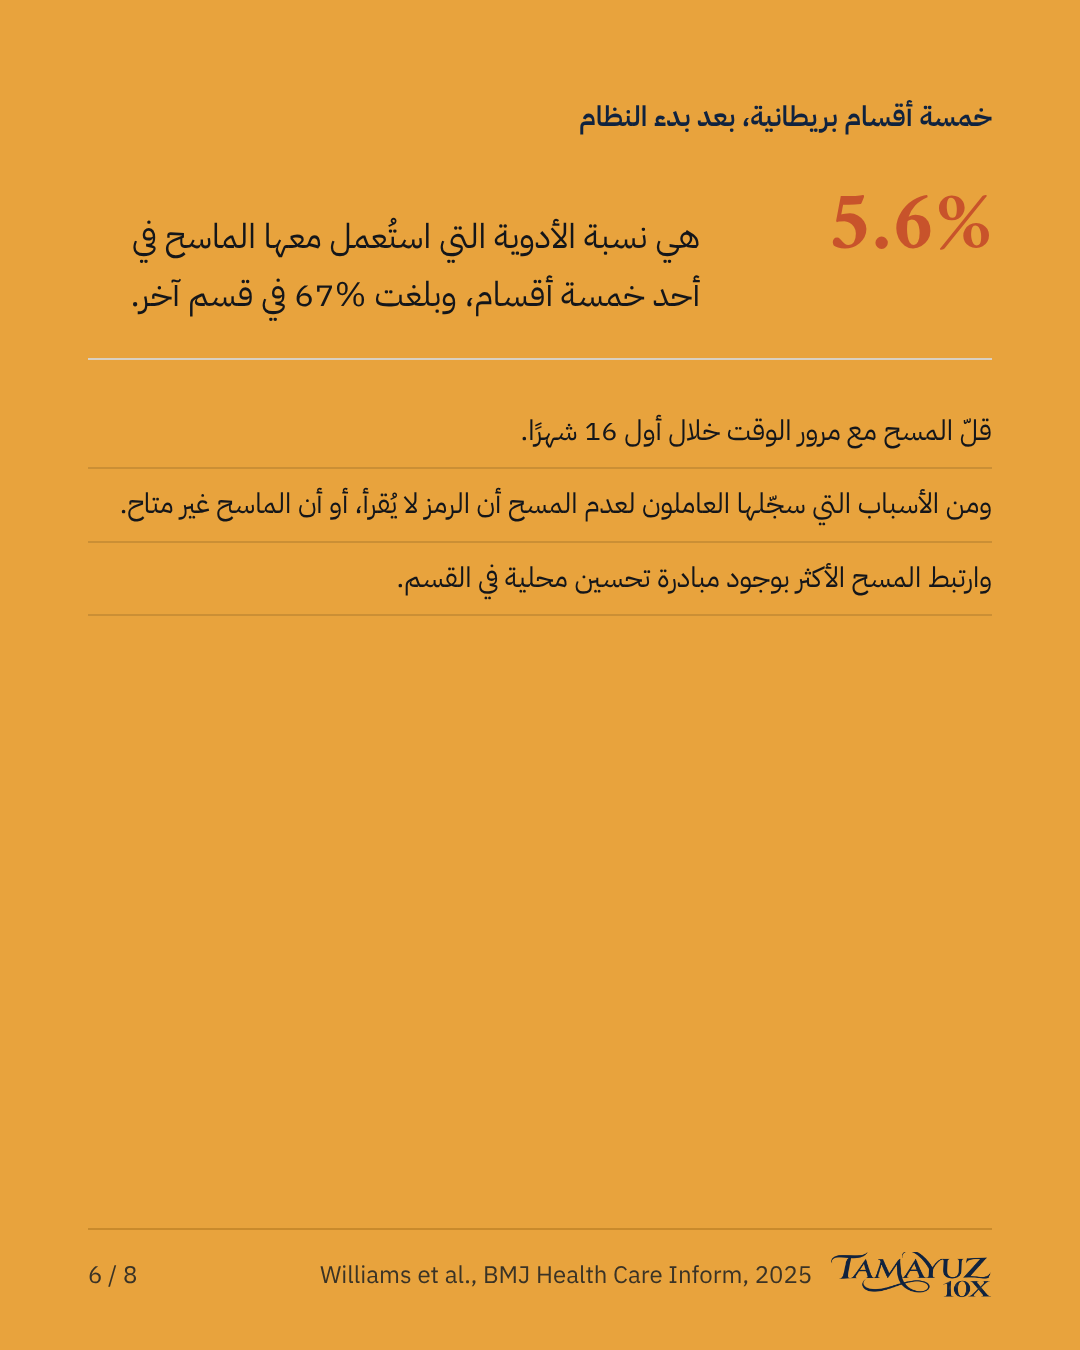 خمسة أقسام بريطانية، بعد بدء النظام
5.6%
هي نسبة الأدوية التي استُعمل معها الماسح في
أحد خمسة أقسام، وبلغت 67% في قسم آخر.
قلّ المسح مع مرور الوقت خلال أول 16 شهرًا.
ومن الأسباب التي سجّلها العاملون لعدم المسح أن الرمز لا يُقرأ، أو أن الماسح غير متاح.
وارتبط المسح الأكثر بوجود مبادرة تحسين محلية في القسم.
TAMAYUZ
10X
Williams et al., BMJ Health Care Inform, 2025
6 / 8